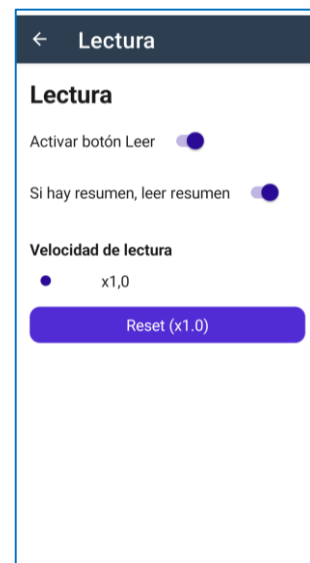 Lectura
Lectura
Activar botón Leer
Si hay resumen, leer resumen
Velocidad de lectura
x1,0
Reset (x1.0)